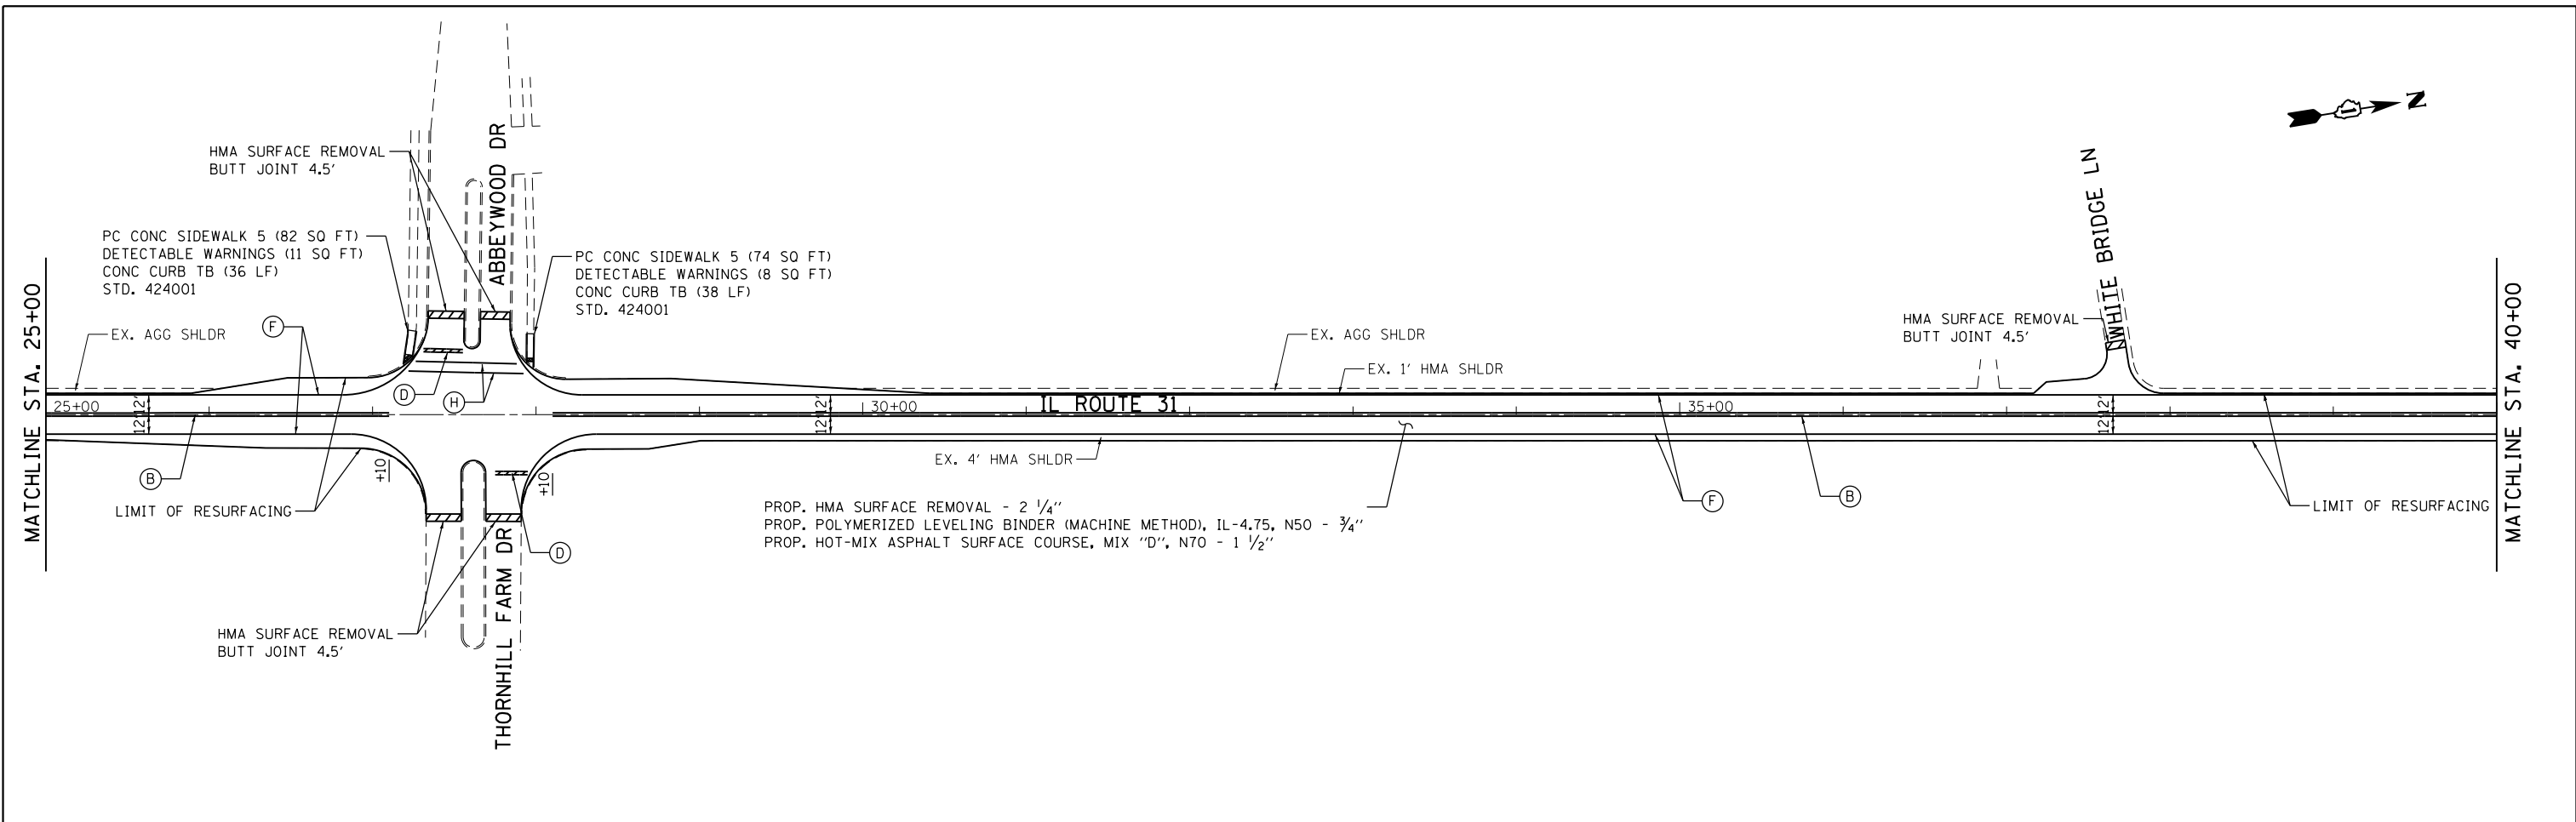 N
HMA SURFACE REMOVAL
BUTT JOINT 4.5'
ABBEYWOOD DR
WHITE BRIDGE LN
PC CONC SIDEWALK 5 (82 SQ FT)
DETECTABLE WARNINGS (11 SQ FT)
CONC CURB TB (36 LF)
STD. 424001
PC CONC SIDEWALK 5 (74 SQ FT)
DETECTABLE WARNINGS (8 SQ FT)
CONC CURB TB (38 LF)
STD. 424001
MATCHLINE STA. 25+00
EX. AGG SHLDR
F
EX. AGG SHLDR
EX. 1' HMA SHLDR
HMA SURFACE REMOVAL
BUTT JOINT 4.5'
MATCHLINE STA. 40+00
D
H
25+00
12'
12'
30+00
12'
12'
IL ROUTE 31
35+00
12'
12'
B
+10
+10
EX. 4' HMA SHLDR
LIMIT OF RESURFACING
D
PROP. HMA SURFACE REMOVAL - 2 1/4"
PROP. POLYMERIZED LEVELING BINDER (MACHINE METHOD), IL-4.75, N50 - 3/4"
PROP. HOT-MIX ASPHALT SURFACE COURSE, MIX "D", N70 - 1 1/2"
F
B
LIMIT OF RESURFACING
HMA SURFACE REMOVAL
BUTT JOINT 4.5'
THORNHILL FARM DR